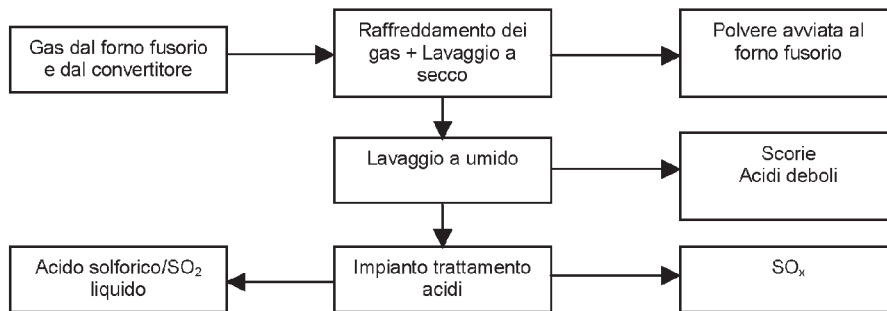 Gas dal forno fusorio
e dal convertitore
Raffreddamento dei
gas + Lavaggio a
secco
Polvere avviata al
forno fusorio
Lavaggio a umido
Scorie
Acidi deboli
Acido solforico/SO₂
liquido
Impianto trattamento
acidi
SOₓ